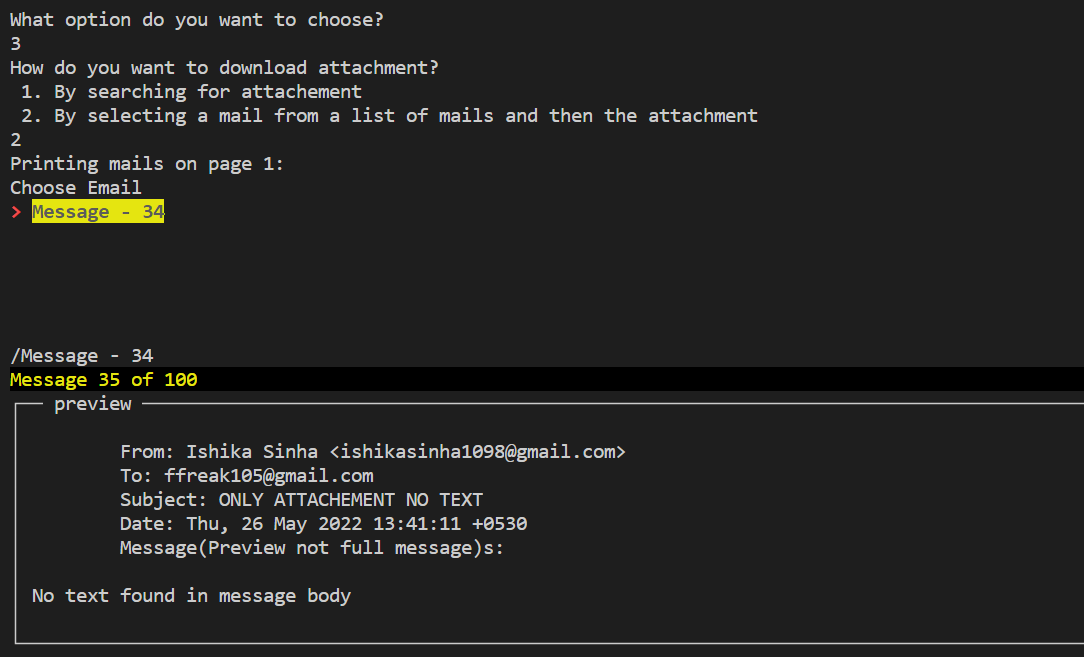 What option do you want to choose?
3
How do you want to download attachment?
1. By searching for attachement
2. By selecting a mail from a list of mails and then the attachment
2
Printing mails on page 1:
Choose Email
> Message - 34
/Message - 34
Message 35 of 100
preview
From: Ishika Sinha <ishikasinha1098@gmail.com>
To: ffreak105@gmail.com
Subject: ONLY ATTACHEMENT NO TEXT
Date: Thu, 26 May 2022 13:41:11 +0530
Message(Preview not full message)s:
No text found in message body